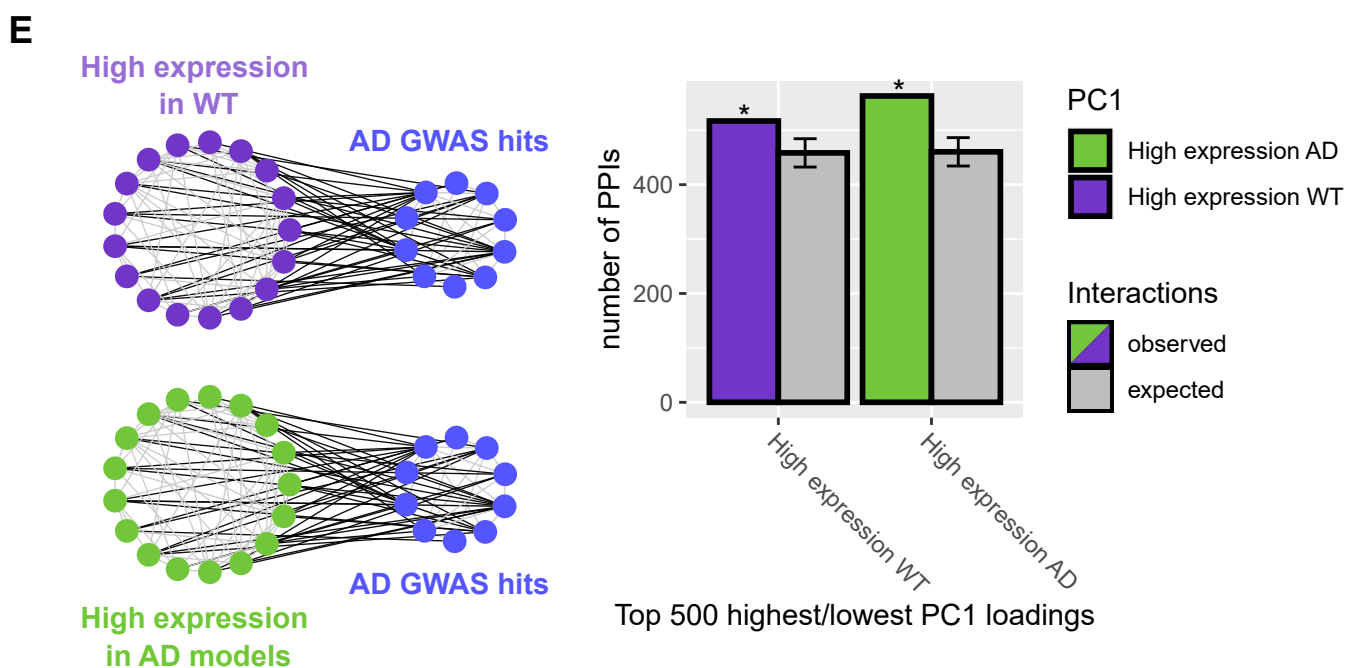 E
High expression
in WT
AD GWAS hits
High expression
in AD models
AD GWAS hits
number of PPIs
400
200
0
*
*
High expression WT
High expression AD
Top 500 highest/lowest PC1 loadings
PC1
High expression AD
High expression WT
Interactions
observed
expected